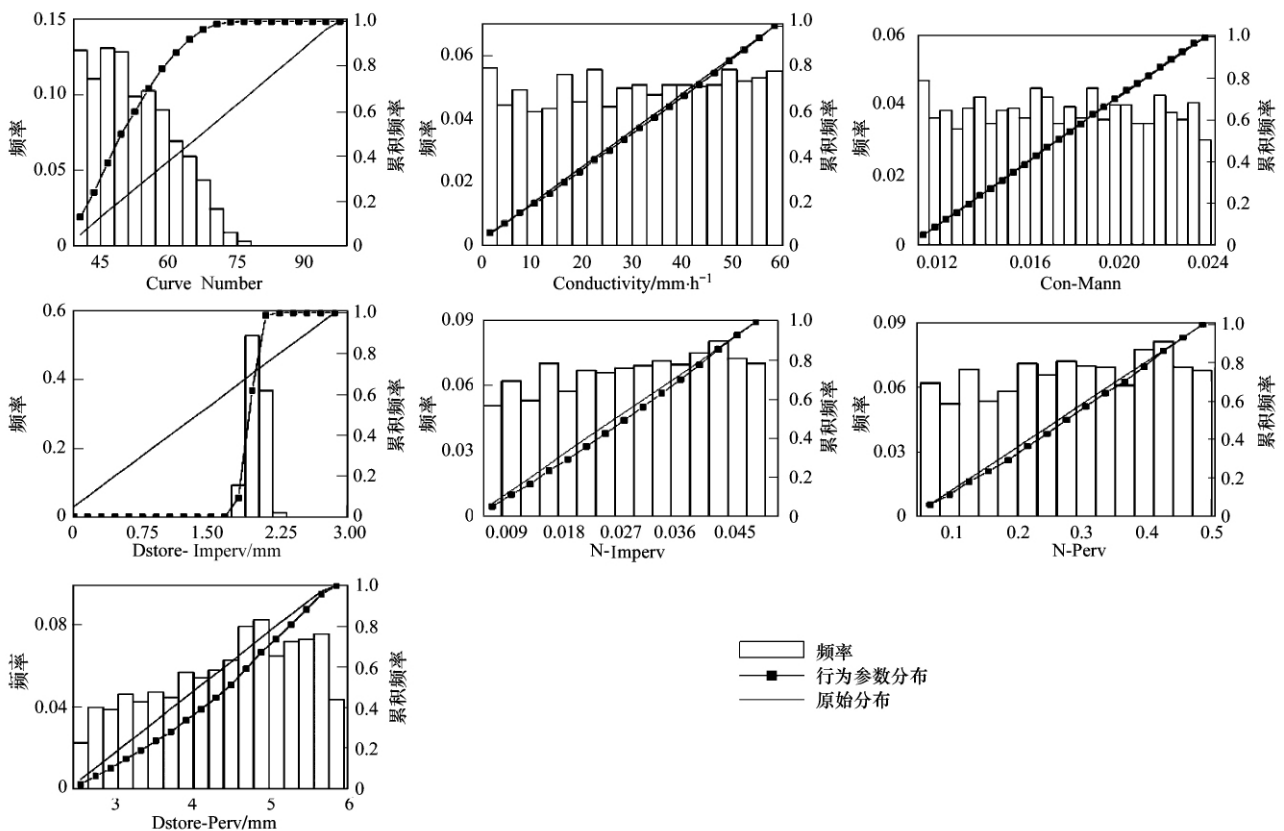 0.15
0.10
0.05
0
频率
1.0
0.8
0.6
0.4
0.2
0
累积频率
45 60 75 90
Curve Number
0.06
0.04
0.02
0
频率
1.0
0.8
0.6
0.4
0.2
0
累积频率
0 10 20 30 40 50 60
Conductivity/mm·h⁻¹
0.06
0.04
0.02
0
频率
1.0
0.8
0.6
0.4
0.2
0
累积频率
0.012 0.016 0.020 0.024
Con-Mann
0.6
0.4
0.2
0
频率
1.0
0.8
0.6
0.4
0.2
0
累积频率
0 0.75 1.50 2.25 3.00
Dstore- Imperv/mm
0.09
0.06
0.03
0
频率
1.0
0.8
0.6
0.4
0.2
0
累积频率
0.009 0.018 0.027 0.036 0.045
N-Imperv
0.09
0.06
0.03
0
频率
1.0
0.8
0.6
0.4
0.2
0
累积频率
0.1 0.2 0.3 0.4 0.5
N-Perv
0.08
0.04
0
频率
1.0
0.8
0.6
0.4
0.2
0
累积频率
3 4 5 6
Dstore-Perv/mm
频率
行为参数分布
原始分布